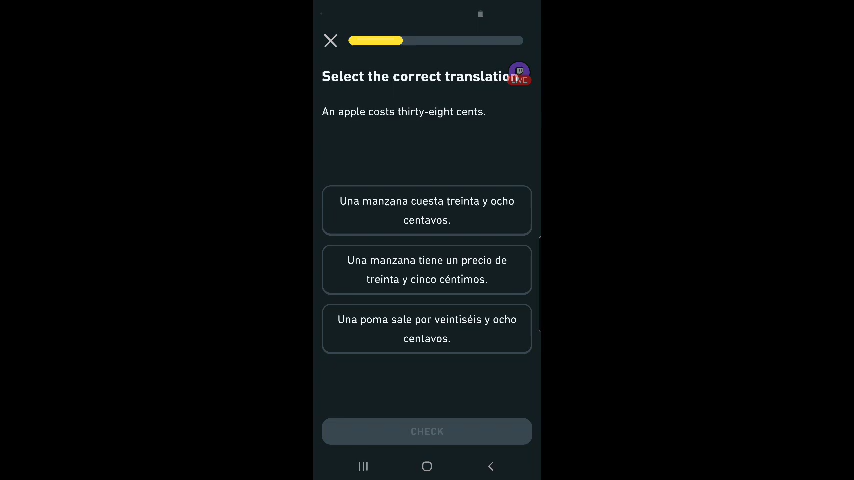 Select the correct translation
LIVE
An apple costs thirty-eight cents.
Una manzana cuesta treinta y ocho
centavos.
Una manzana tiene un precio de
treinta y cinco céntimos.
Una poma sale por veintiséis y ocho
centavos.
CHECK